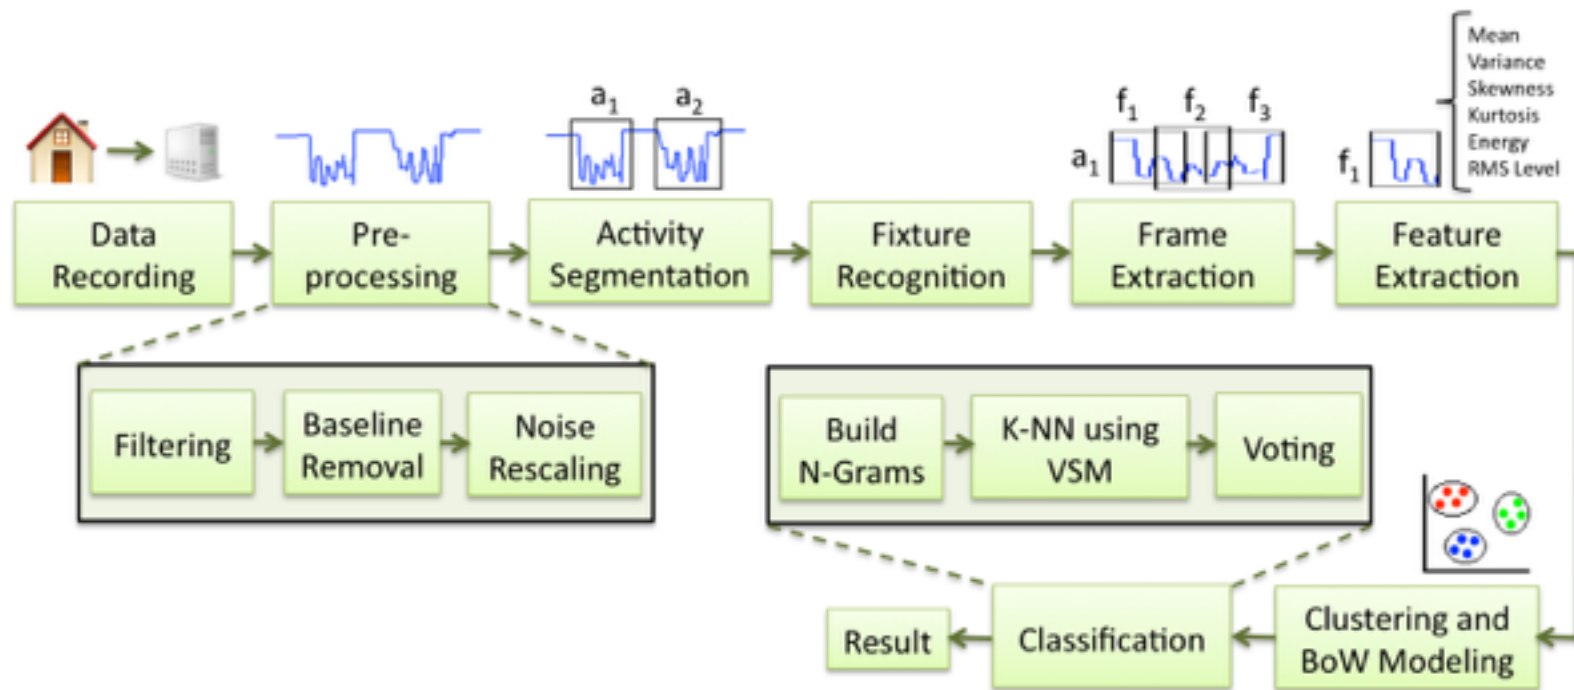 Mean
Variance
Skewness
Kurtosis
Energy
RMS Level
a1
a2
f1
f2
f3
a1
f1
Data
Recording
Pre-
processing
Activity
Segmentation
Fixture
Recognition
Frame
Extraction
Feature
Extraction
Filtering
Baseline
Removal
Noise
Rescaling
Build
N-Grams
K-NN using
VSM
Voting
Result
Classification
Clustering and
BoW Modeling